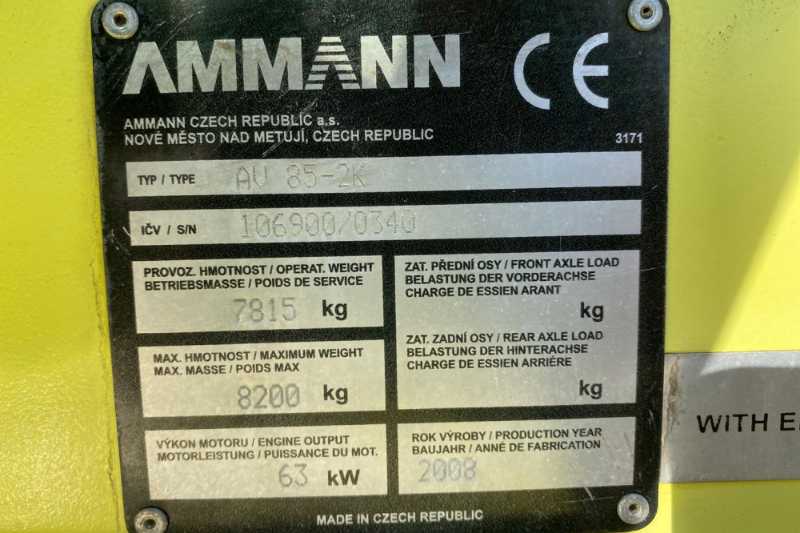 AMMANN CE
AMMANN CZECH REPUBLIC a.s.
NOVÉ MĚSTO NAD METUJÍ, CZECH REPUBLIC
3171
TYP / TYPE AV 85-2K
IČV / S/N 106900/0340
PROVOZ. HMOTNOST / OPERAT. WEIGHT
BETRIEBSMASSE / POIDS DE SERVICE
7815 kg
ZAT. PŘEDNÍ OSY / FRONT AXLE LOAD
BELASTUNG DER VORDERACHSE
CHARGE DE ESSIEN ARANT
kg
MAX. HMOTNOST / MAXIMUM WEIGHT
MAX. MASSE / POIDS MAX
8200 kg
ZAT. ZADNÍ OSY / REAR AXLE LOAD
BELASTUNG DER HINTERACHSE
CHARGE DE ESSIEN ARRIÉRE
kg
VÝKON MOTORU / ENGINE OUTPUT
MOTORLEISTUNG / PUISSANCE DU MOT.
63 kW
ROK VÝROBY / PRODUCTION YEAR
BAUJAHR / ANNÉ DE FABRICATION
2008
MADE IN CZECH REPUBLIC
WITH